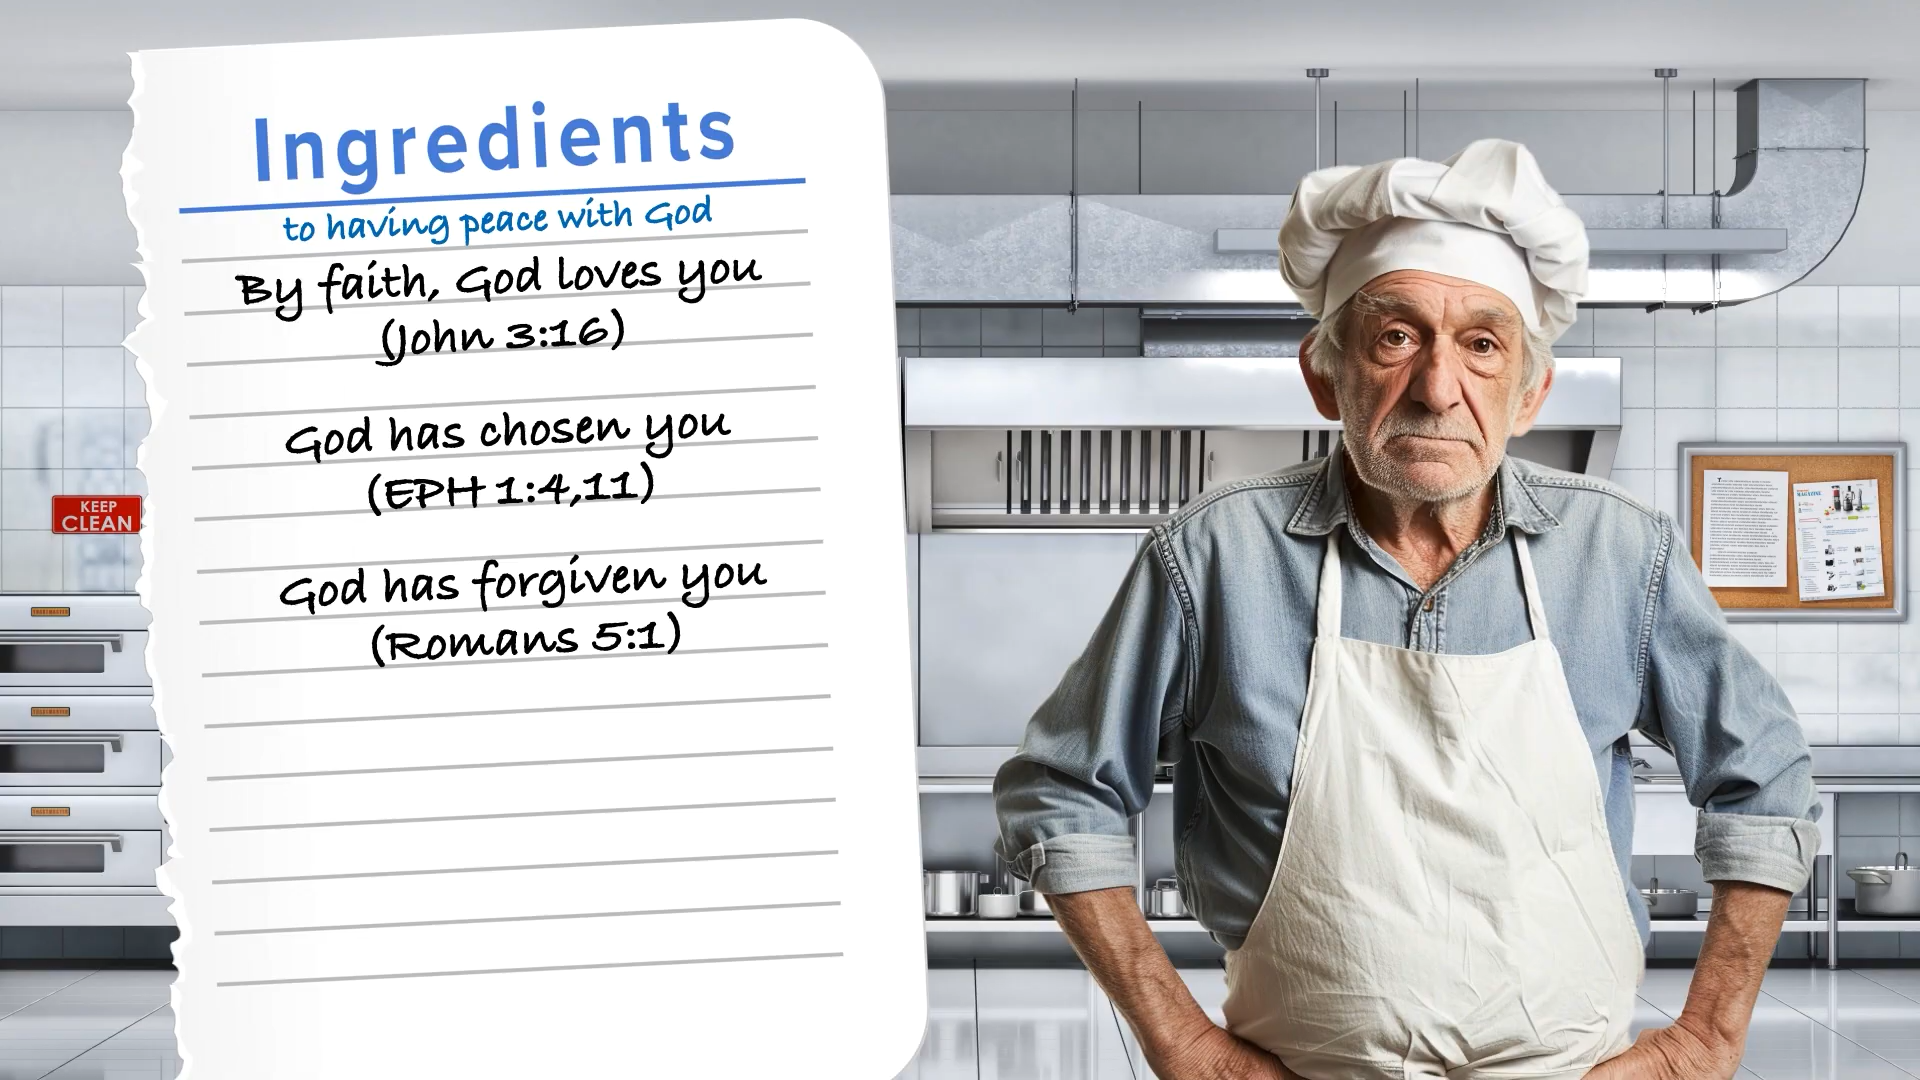 Ingredients
to having peace with God
By faith, God loves you
(John 3:16)
God has chosen you
(EPH 1:4,11)
God has forgiven you
(Romans 5:1)
KEEP
CLEAN
MAGAZINE